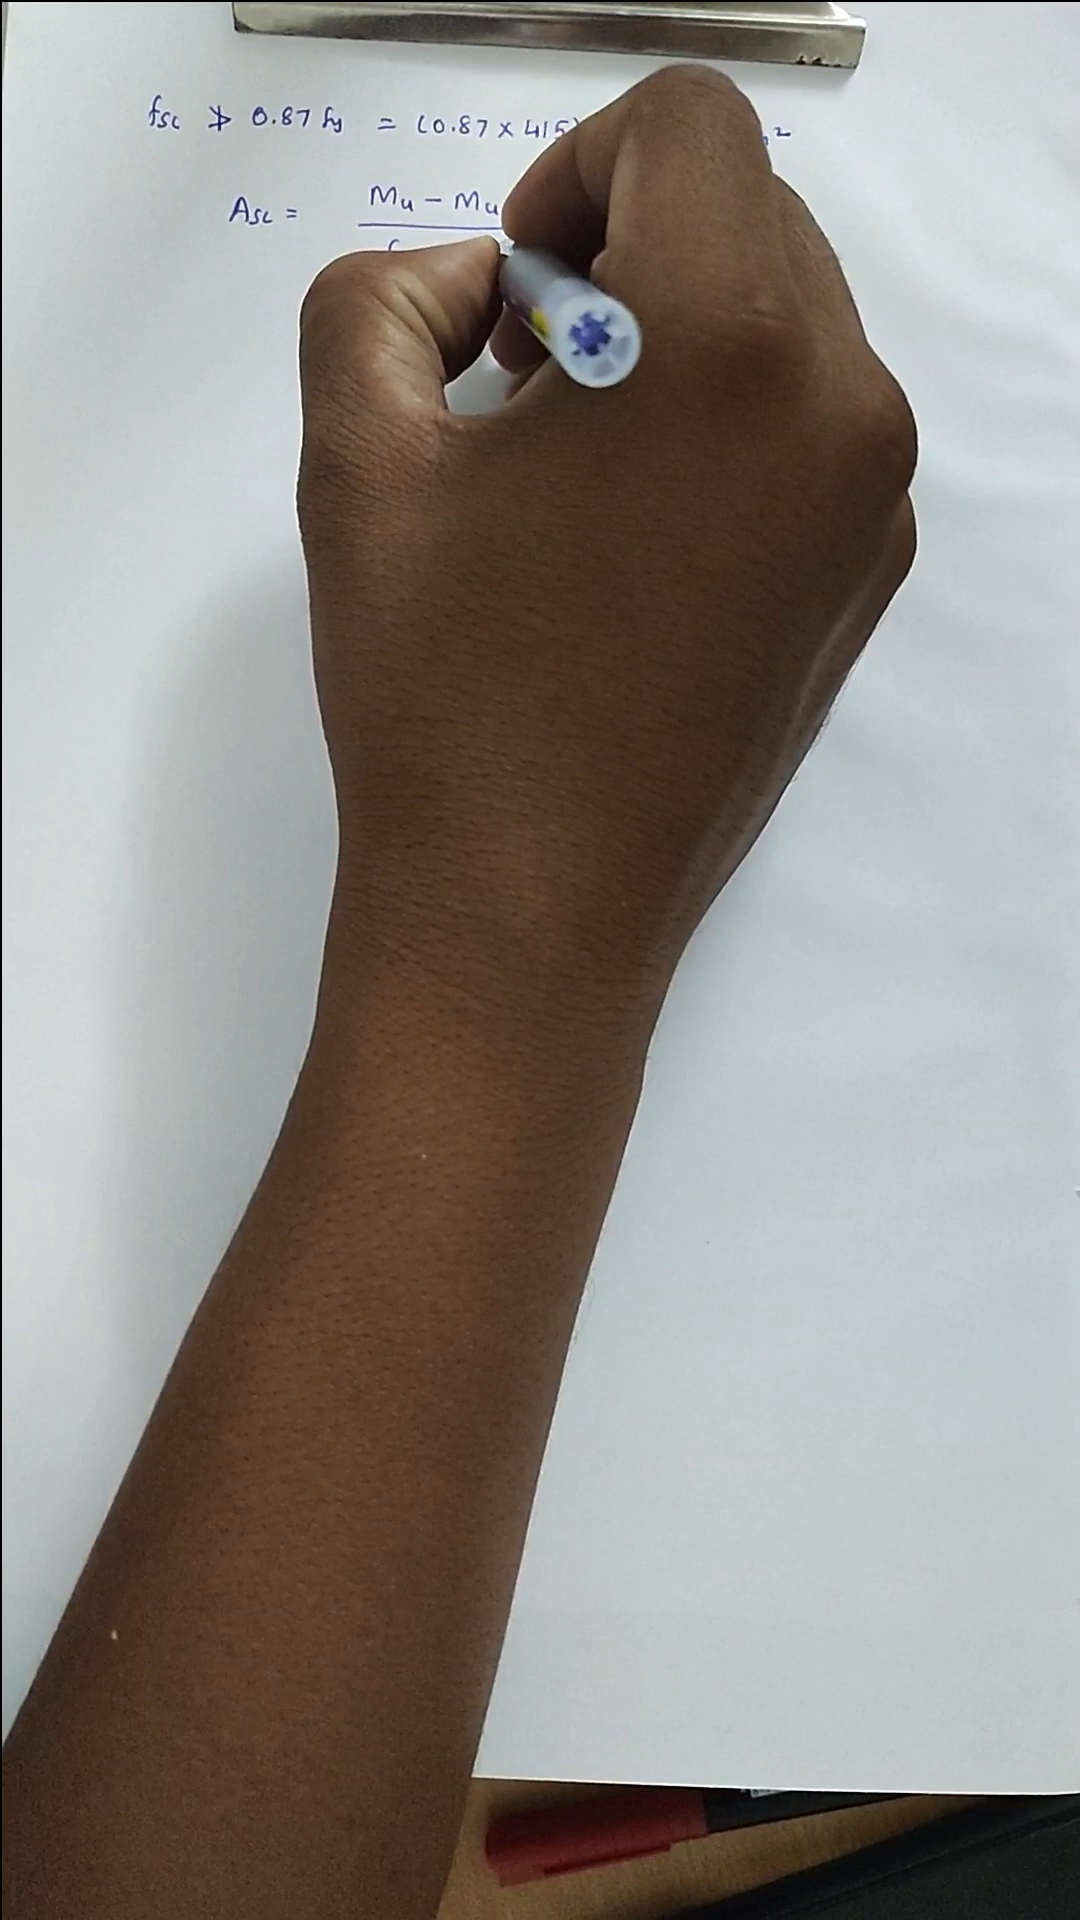 fsc ≯ 0.87 fy = (0.87 × 415
Asc = Mu - Mu